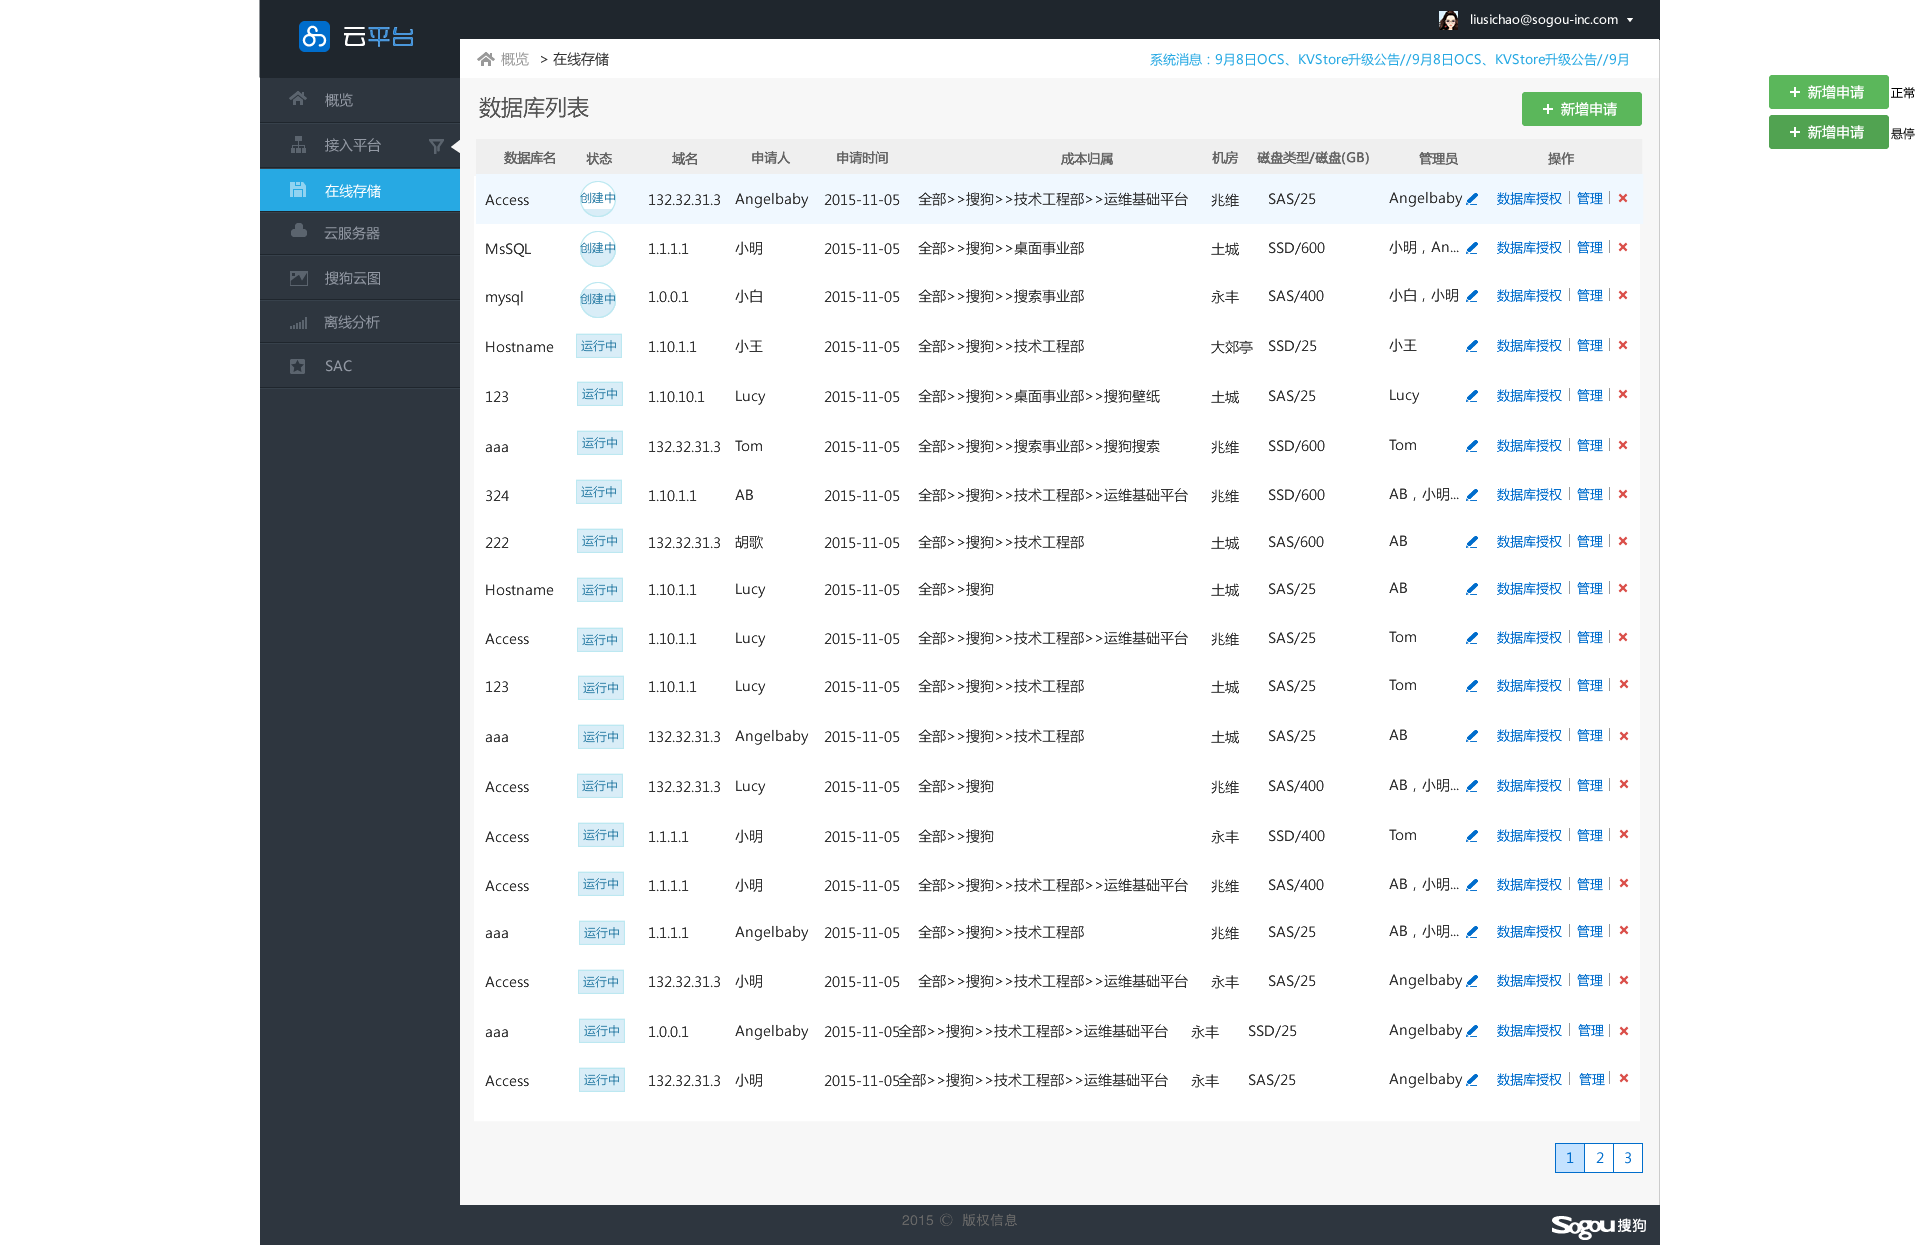 云平台
liusichao@sogou-inc.com
概览 > 在线存储
系统消息：9月8日OCS、KVStore升级公告//9月8日OCS、KVStore升级公告//9月
概览
接入平台
在线存储
云服务器
搜狗云图
离线分析
SAC
数据库列表
+ 新增申请
+ 新增申请 正常
+ 新增申请 悬停
数据库名 状态 域名 申请人 申请时间 成本归属 机房 磁盘类型/磁盘(GB) 管理员 操作
Access 创建中 132.32.31.3 Angelbaby 2015-11-05 全部>>搜狗>>技术工程部>>运维基础平台 兆维 SAS/25 Angelbaby 数据库授权 管理
MsSQL 创建中 1.1.1.1 小明 2015-11-05 全部>>搜狗>>桌面事业部 土城 SSD/600 小明，An... 数据库授权 管理
mysql 创建中 1.0.0.1 小白 2015-11-05 全部>>搜狗>>搜索事业部 永丰 SAS/400 小白，小明 数据库授权 管理
Hostname 运行中 1.10.1.1 小王 2015-11-05 全部>>搜狗>>技术工程部 大郊亭 SSD/25 小王 数据库授权 管理
123 运行中 1.10.10.1 Lucy 2015-11-05 全部>>搜狗>>桌面事业部>>搜狗壁纸 土城 SAS/25 Lucy 数据库授权 管理
aaa 运行中 132.32.31.3 Tom 2015-11-05 全部>>搜狗>>搜索事业部>>搜狗搜索 兆维 SSD/600 Tom 数据库授权 管理
324 运行中 1.10.1.1 AB 2015-11-05 全部>>搜狗>>技术工程部>>运维基础平台 兆维 SSD/600 AB，小明... 数据库授权 管理
222 运行中 132.32.31.3 胡歌 2015-11-05 全部>>搜狗>>技术工程部 土城 SAS/600 AB 数据库授权 管理
Hostname 运行中 1.10.1.1 Lucy 2015-11-05 全部>>搜狗 土城 SAS/25 AB 数据库授权 管理
Access 运行中 1.10.1.1 Lucy 2015-11-05 全部>>搜狗>>技术工程部>>运维基础平台 兆维 SAS/25 Tom 数据库授权 管理
123 运行中 1.10.1.1 Lucy 2015-11-05 全部>>搜狗>>技术工程部 土城 SAS/25 Tom 数据库授权 管理
aaa 运行中 132.32.31.3 Angelbaby 2015-11-05 全部>>搜狗>>技术工程部 土城 SAS/25 AB 数据库授权 管理
Access 运行中 132.32.31.3 Lucy 2015-11-05 全部>>搜狗 兆维 SAS/400 AB，小明... 数据库授权 管理
Access 运行中 1.1.1.1 小明 2015-11-05 全部>>搜狗 永丰 SSD/400 Tom 数据库授权 管理
Access 运行中 1.1.1.1 小明 2015-11-05 全部>>搜狗>>技术工程部>>运维基础平台 兆维 SAS/400 AB，小明... 数据库授权 管理
aaa 运行中 1.1.1.1 Angelbaby 2015-11-05 全部>>搜狗>>技术工程部 兆维 SAS/25 AB，小明... 数据库授权 管理
Access 运行中 132.32.31.3 小明 2015-11-05 全部>>搜狗>>技术工程部>>运维基础平台 永丰 SAS/25 Angelbaby 数据库授权 管理
aaa 运行中 1.0.0.1 Angelbaby 2015-11-05 全部>>搜狗>>技术工程部>>运维基础平台 永丰 SSD/25 Angelbaby 数据库授权 管理
Access 运行中 132.32.31.3 小明 2015-11-05 全部>>搜狗>>技术工程部>>运维基础平台 永丰 SAS/25 Angelbaby 数据库授权 管理
1 2 3
2015 © 版权信息
Sogou搜狗